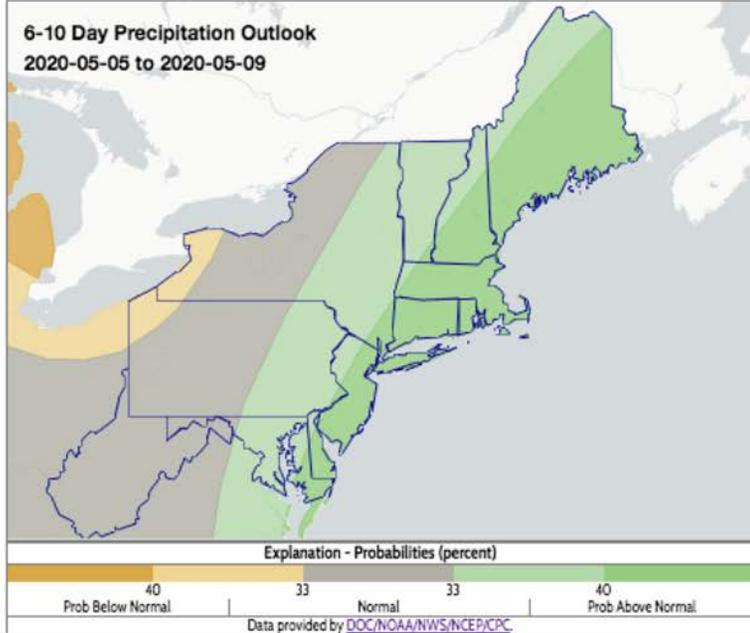 6-10 Day Precipitation Outlook
2020-05-05 to 2020-05-09
Explanation - Probabilities (percent)
40 33 33 40
Prob Below Normal | Normal | Prob Above Normal
Data provided by DOC/NOAA/NWS/NCEP/CPC.